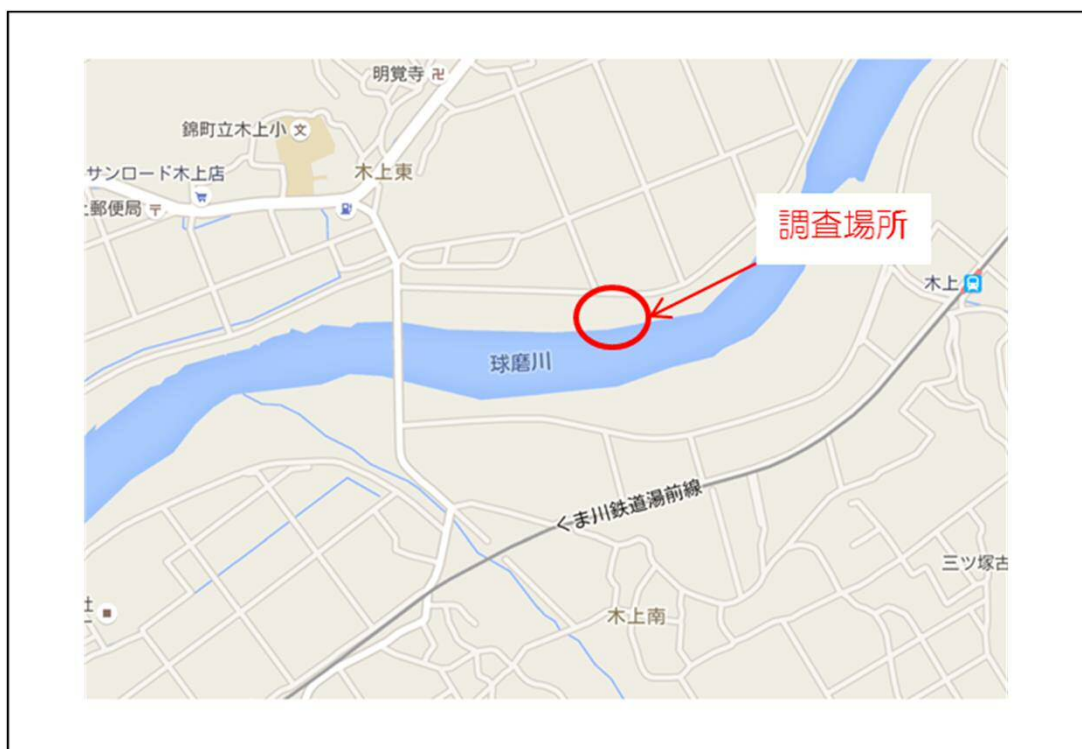 明覚寺
錦町立木上小
文
サンロード木上店
木上東
郵便局
調査場所
木上
球磨川
くま川鉄道湯前線
三ツ塚古
木上南
社